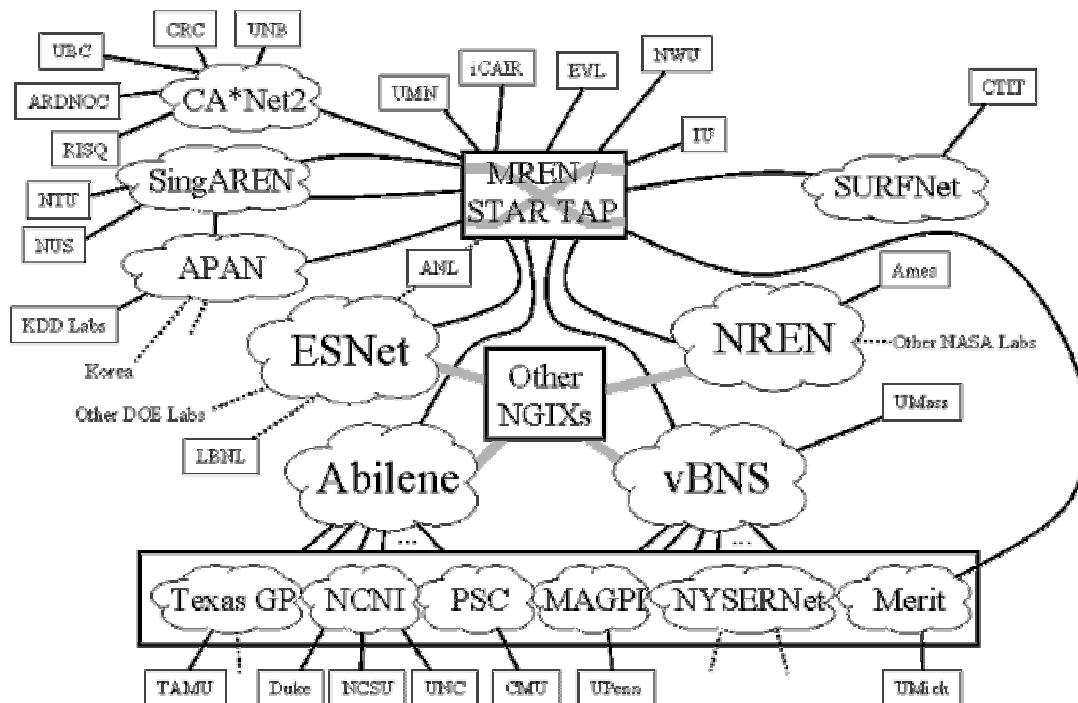 CRC
UNB
UBC
iCAIR
NWU
EVL
UMN
CTIT
ARDNOC
CA*Net2
IU
RISQ
MREN /
STAR TAP
SingAREN
SURFNet
NTU
NUS
APAN
ANL
Ames
KDD Labs
ESNet
NREN
Other NASA Labs
Korea
Other
NGIXs
Other DOE Labs
UMass
LBNL
Abilene
vBNS
...
...
Texas GP
NCNI
PSC
MAGPI
NYSERNet
Merit
TAMU
Duke
NCSU
UNC
CMU
UPenn
UMich